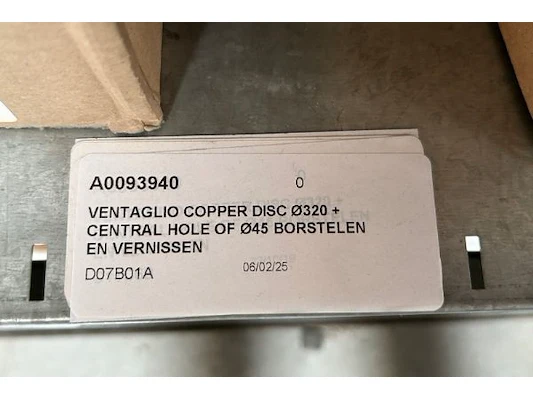 A0093940 0
VENTAGLIO COPPER DISC Ø320 +
CENTRAL HOLE OF Ø45 BORSTELEN
EN VERNISSEN
D07B01A 06/02/25